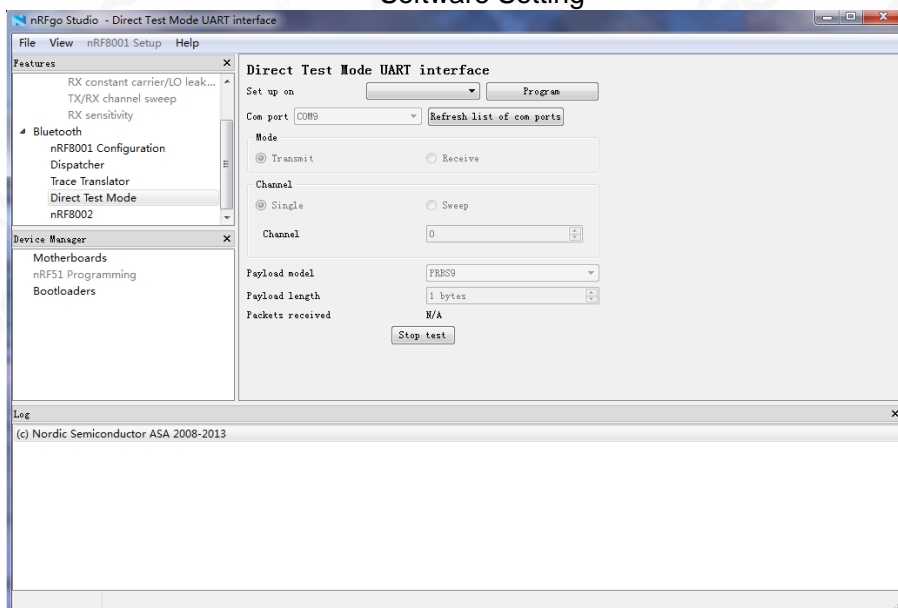 Software Setting
nRFgo Studio - Direct Test Mode UART interface
File View nRF8001 Setup Help
Features
RX constant carrier/LO leak...
TX/RX channel sweep
RX sensitivity
Bluetooth
nRF8001 Configuration
Dispatcher
Trace Translator
Direct Test Mode
nRF8002
Device Manager
Motherboards
nRF51 Programming
Bootloaders
Direct Test Mode UART interface
Set up on Program
Com port COM9 Refresh list of com ports
Mode
Transmit Receive
Channel
Single Sweep
Channel 0
Payload model PRBS9
Payload length 1 bytes
Packets received N/A
Stop test
Log
(c) Nordic Semiconductor ASA 2008-2013